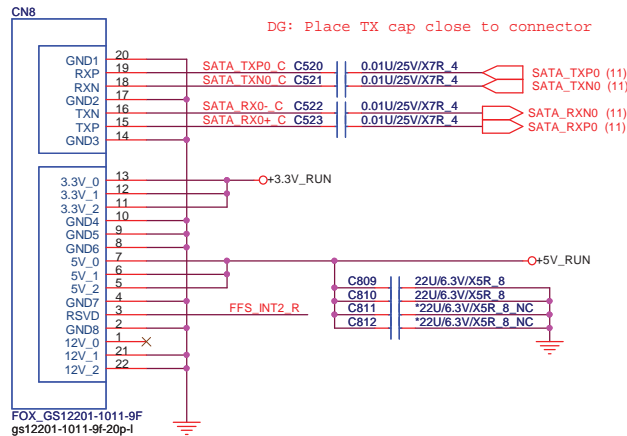 CN8
DG: Place TX cap close to connector
GND1 20
RXP 19 SATA_TXP0_C C520 0.01U/25V/X7R_4 SATA_TXP0 (11)
RXN 18 SATA_TXN0_C C521 0.01U/25V/X7R_4 SATA_TXN0 (11)
GND2 17
TXN 16 SATA_RX0-_C C522 0.01U/25V/X7R_4 SATA_RXN0 (11)
TXP 15 SATA_RX0+_C C523 0.01U/25V/X7R_4 SATA_RXP0 (11)
GND3 14
3.3V_0 13 +3.3V_RUN
3.3V_1 12
3.3V_2 11
GND4 10
GND5 9
GND6 8
5V_0 7 +5V_RUN
5V_1 6 C809 22U/6.3V/X5R_8
5V_2 5 C810 22U/6.3V/X5R_8
GND7 4 C811 *22U/6.3V/X5R_8_NC
RSVD 3 FFS_INT2_R C812 *22U/6.3V/X5R_8_NC
GND8 2
12V_0 1
12V_1 21
12V_2 22
FOX_GS12201-1011-9F
gs12201-1011-9f-20p-l